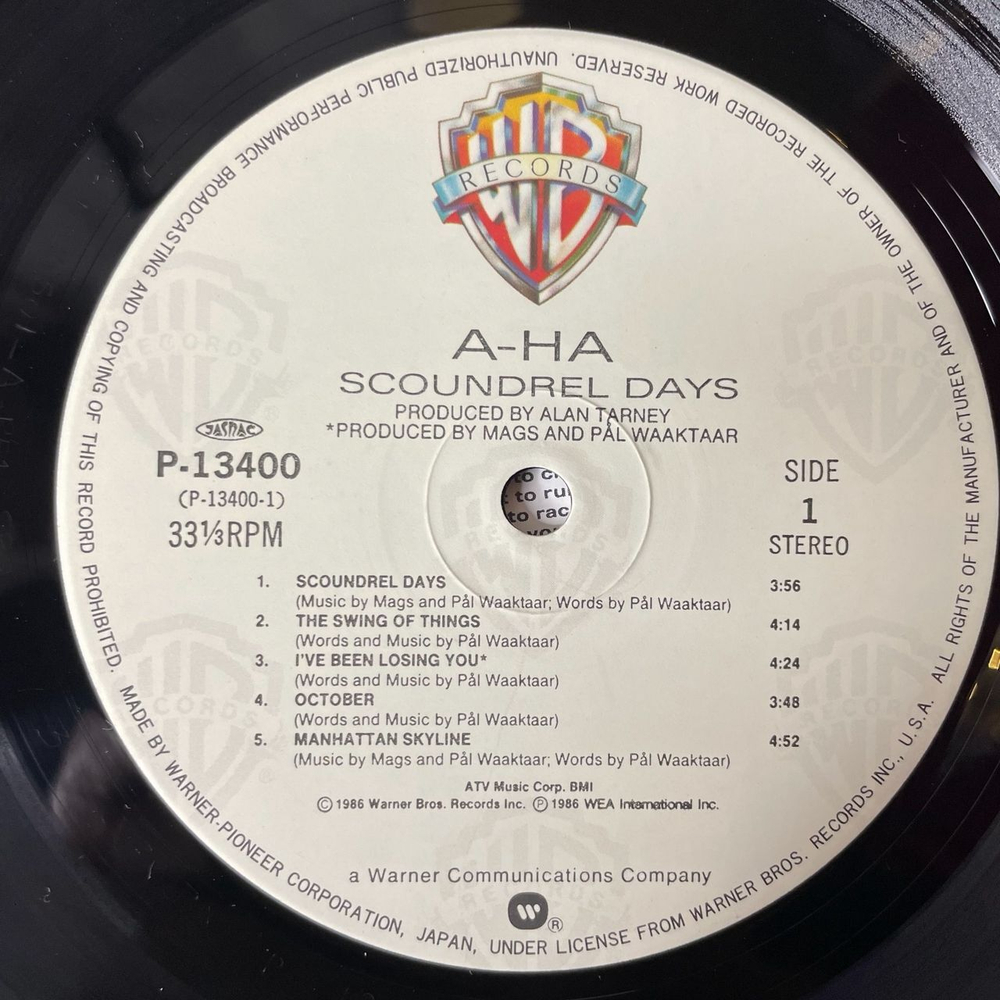 WB
RECORDS
A-HA
SCOUNDREL DAYS
PRODUCED BY ALAN TARNEY
*PRODUCED BY MAGS AND PÅL WAAKTAAR
JASRAC
P-13400
(P-13400-1)
33⅓RPM
SIDE
1
STEREO
to ru
to rac
1. SCOUNDREL DAYS 3:56
(Music by Mags and Pål Waaktaar; Words by Pål Waaktaar)
2. THE SWING OF THINGS 4:14
(Words and Music by Pål Waaktaar)
3. I'VE BEEN LOSING YOU* 4:24
(Words and Music by Pål Waaktaar)
4. OCTOBER 3:48
(Words and Music by Pål Waaktaar)
5. MANHATTAN SKYLINE 4:52
(Music by Mags and Pål Waaktaar; Words by Pål Waaktaar)
ATV Music Corp. BMI
©1986 Warner Bros. Records Inc. ℗1986 WEA International Inc.
a Warner Communications Company
W®
MADE BY WARNER-PIONEER CORPORATION, JAPAN, UNDER LICENSE FROM WARNER BROS. RECORDS INC., U.S.A. ALL RIGHTS OF THE MANUFACTURER AND OF THE OWNER OF THE RECORDED WORK RESERVED. UNAUTHORIZED PUBLIC PERFORMANCE BROADCASTING AND COPYING OF THIS RECORD PROHIBITED.